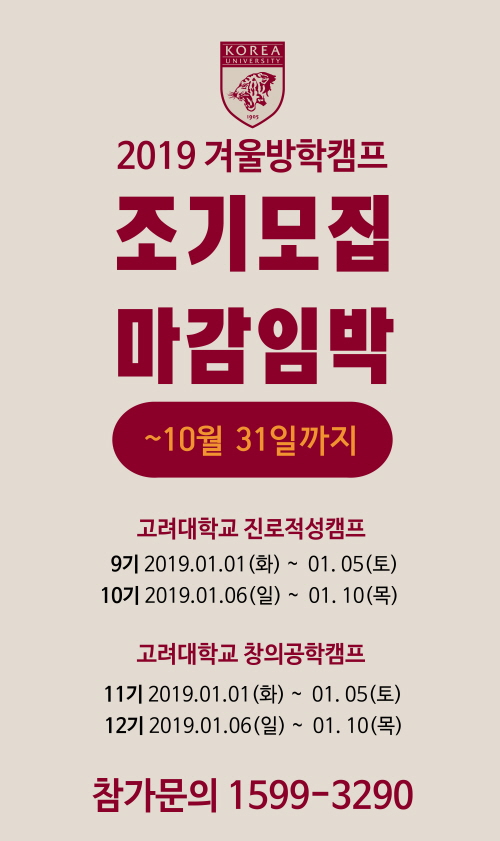 KOREA
UNIVERSITY
1905
2019 겨울방학캠프
조기모집
마감임박
~10월 31일까지
고려대학교 진로적성캠프
9기 2019.01.01(화) ~ 01. 05(토)
10기 2019.01.06(일) ~ 01. 10(목)
고려대학교 창의공학캠프
11기 2019.01.01(화) ~ 01. 05(토)
12기 2019.01.06(일) ~ 01. 10(목)
참가문의 1599-3290